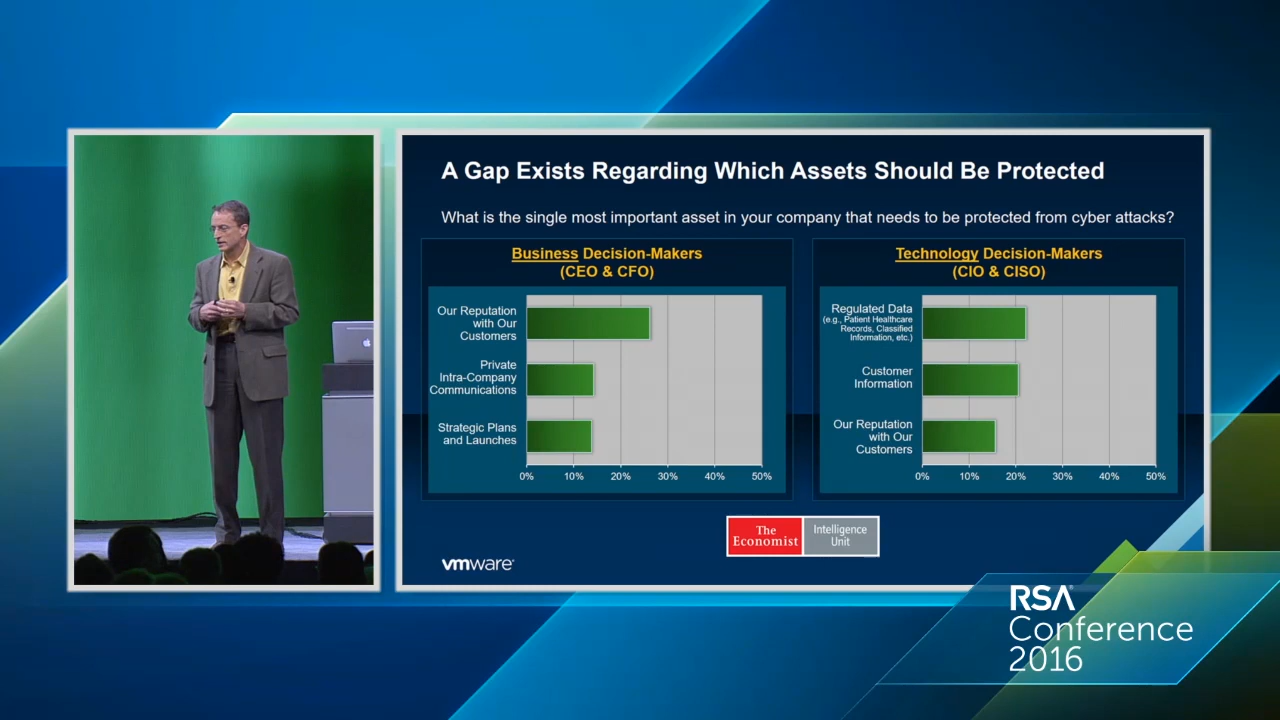 A Gap Exists Regarding Which Assets Should Be Protected
What is the single most important asset in your company that needs to be protected from cyber attacks?
Business Decision-Makers
(CEO & CFO)
Our Reputation
with Our
Customers
Private
Intra-Company
Communications
Strategic Plans
and Launches
0% 10% 20% 30% 40% 50%
Technology Decision-Makers
(CIO & CISO)
Regulated Data
(e.g., Patient Healthcare
Records, Classified
Information, etc.)
Customer
Information
Our Reputation
with Our
Customers
0% 10% 20% 30% 40% 50%
The
Economist
Intelligence
Unit
vmware
RSA
Conference
2016